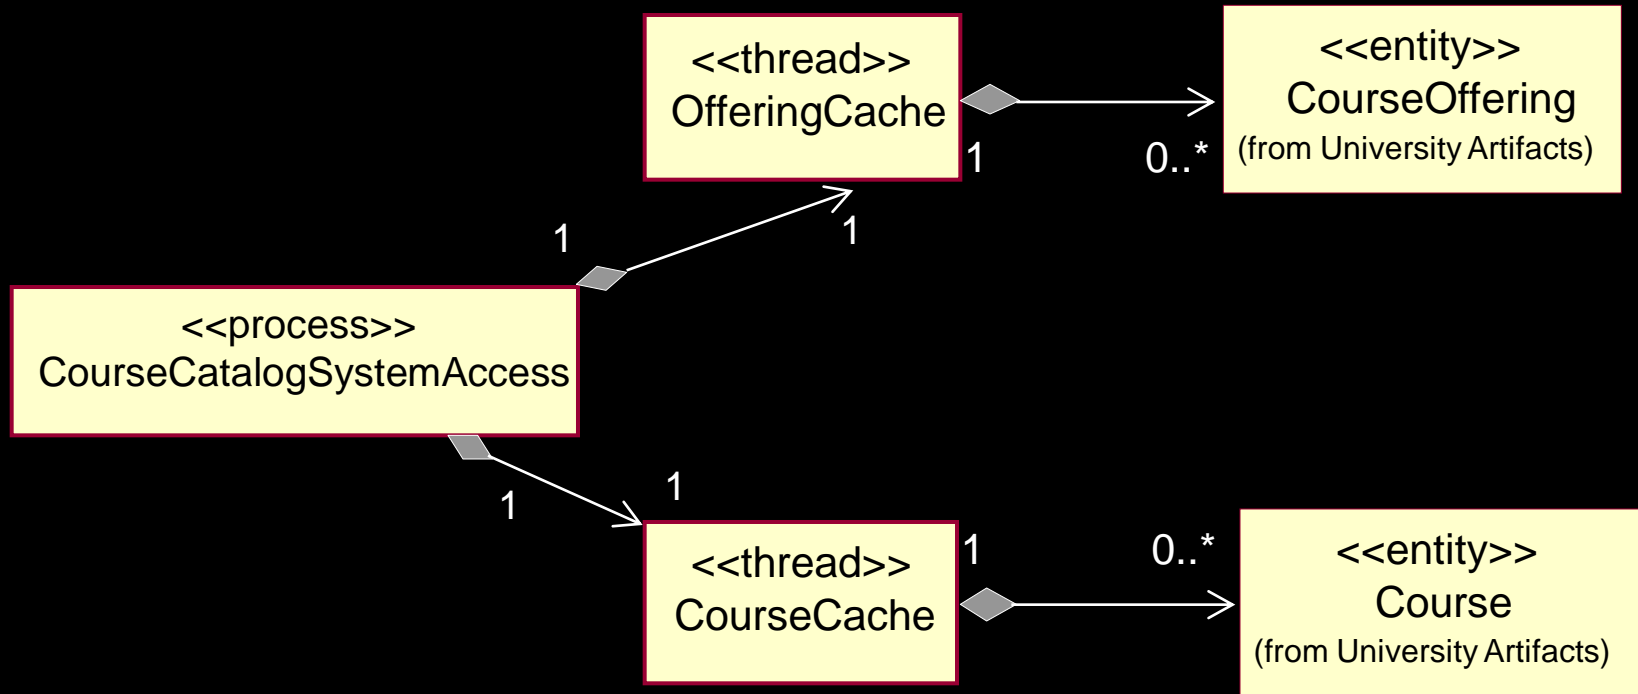 <<thread>>
OfferingCache
<<entity>>
CourseOffering
(from University Artifacts)
1
0..*
1
1
<<process>>
CourseCatalogSystemAccess
1
1
<<thread>>
CourseCache
1
0..*
<<entity>>
Course
(from University Artifacts)